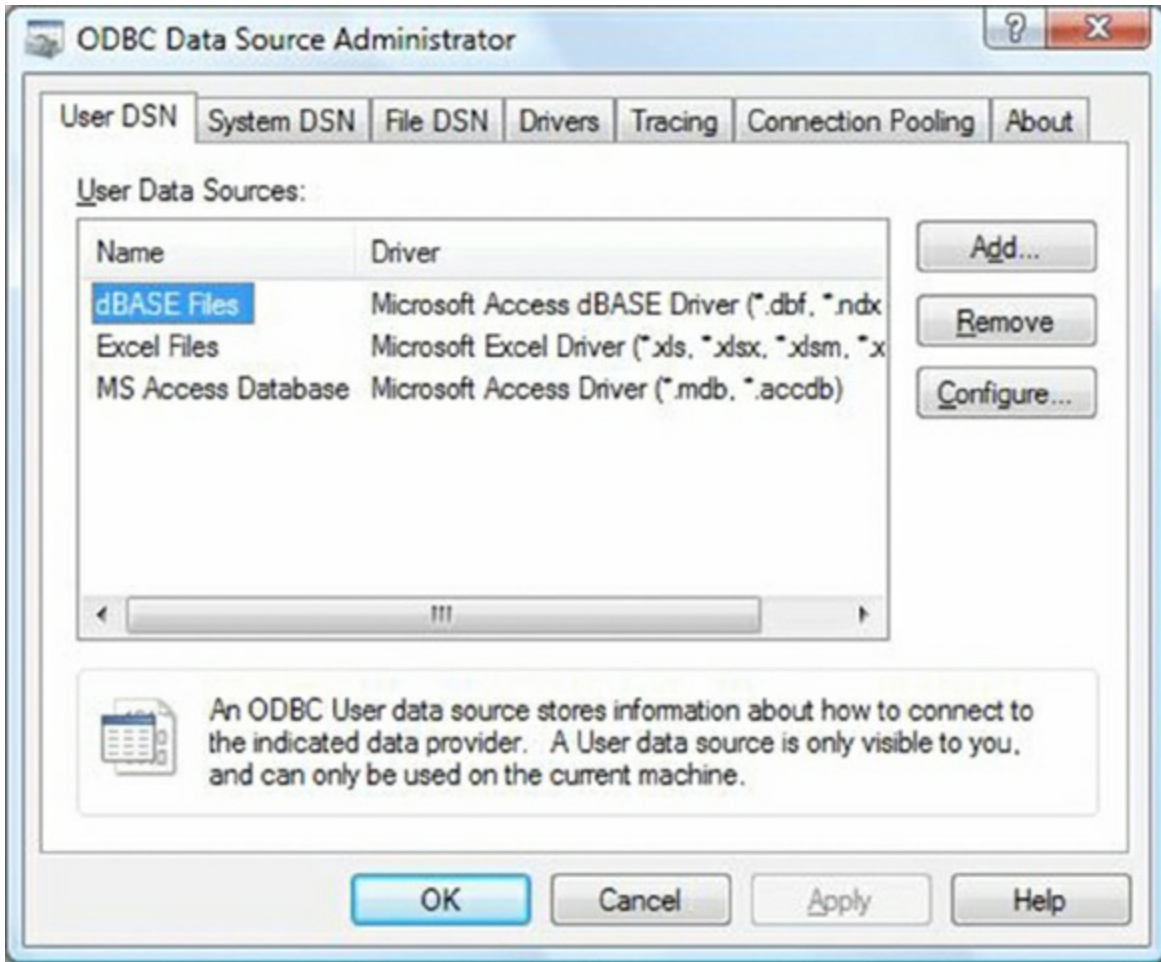 ODBC Data Source Administrator
User DSN System DSN File DSN Drivers Tracing Connection Pooling About
User Data Sources:
Name Driver
dBASE Files Microsoft Access dBASE Driver (*.dbf, *.ndx
Excel Files Microsoft Excel Driver (*.xls, *.xlsx, *.xlsm, *.x
MS Access Database Microsoft Access Driver (*.mdb, *.accdb)
Add...
Remove
Configure...
An ODBC User data source stores information about how to connect to
the indicated data provider. A User data source is only visible to you,
and can only be used on the current machine.
OK Cancel Apply Help